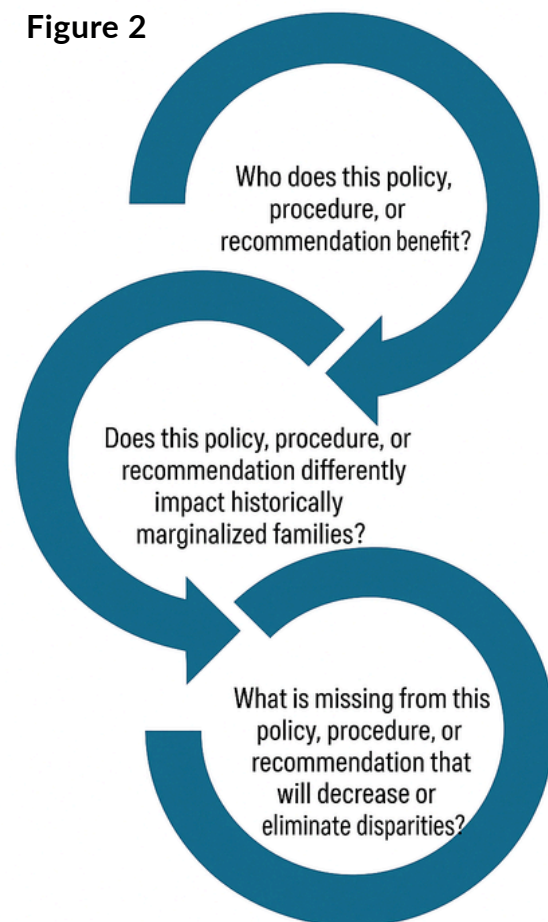 Figure 2
Who does this policy,
procedure, or
recommendation benefit?
Does this policy, procedure, or
recommendation differently
impact historically
marginalized families?
What is missing from this
policy, procedure, or
recommendation that
will decrease or
eliminate disparities?